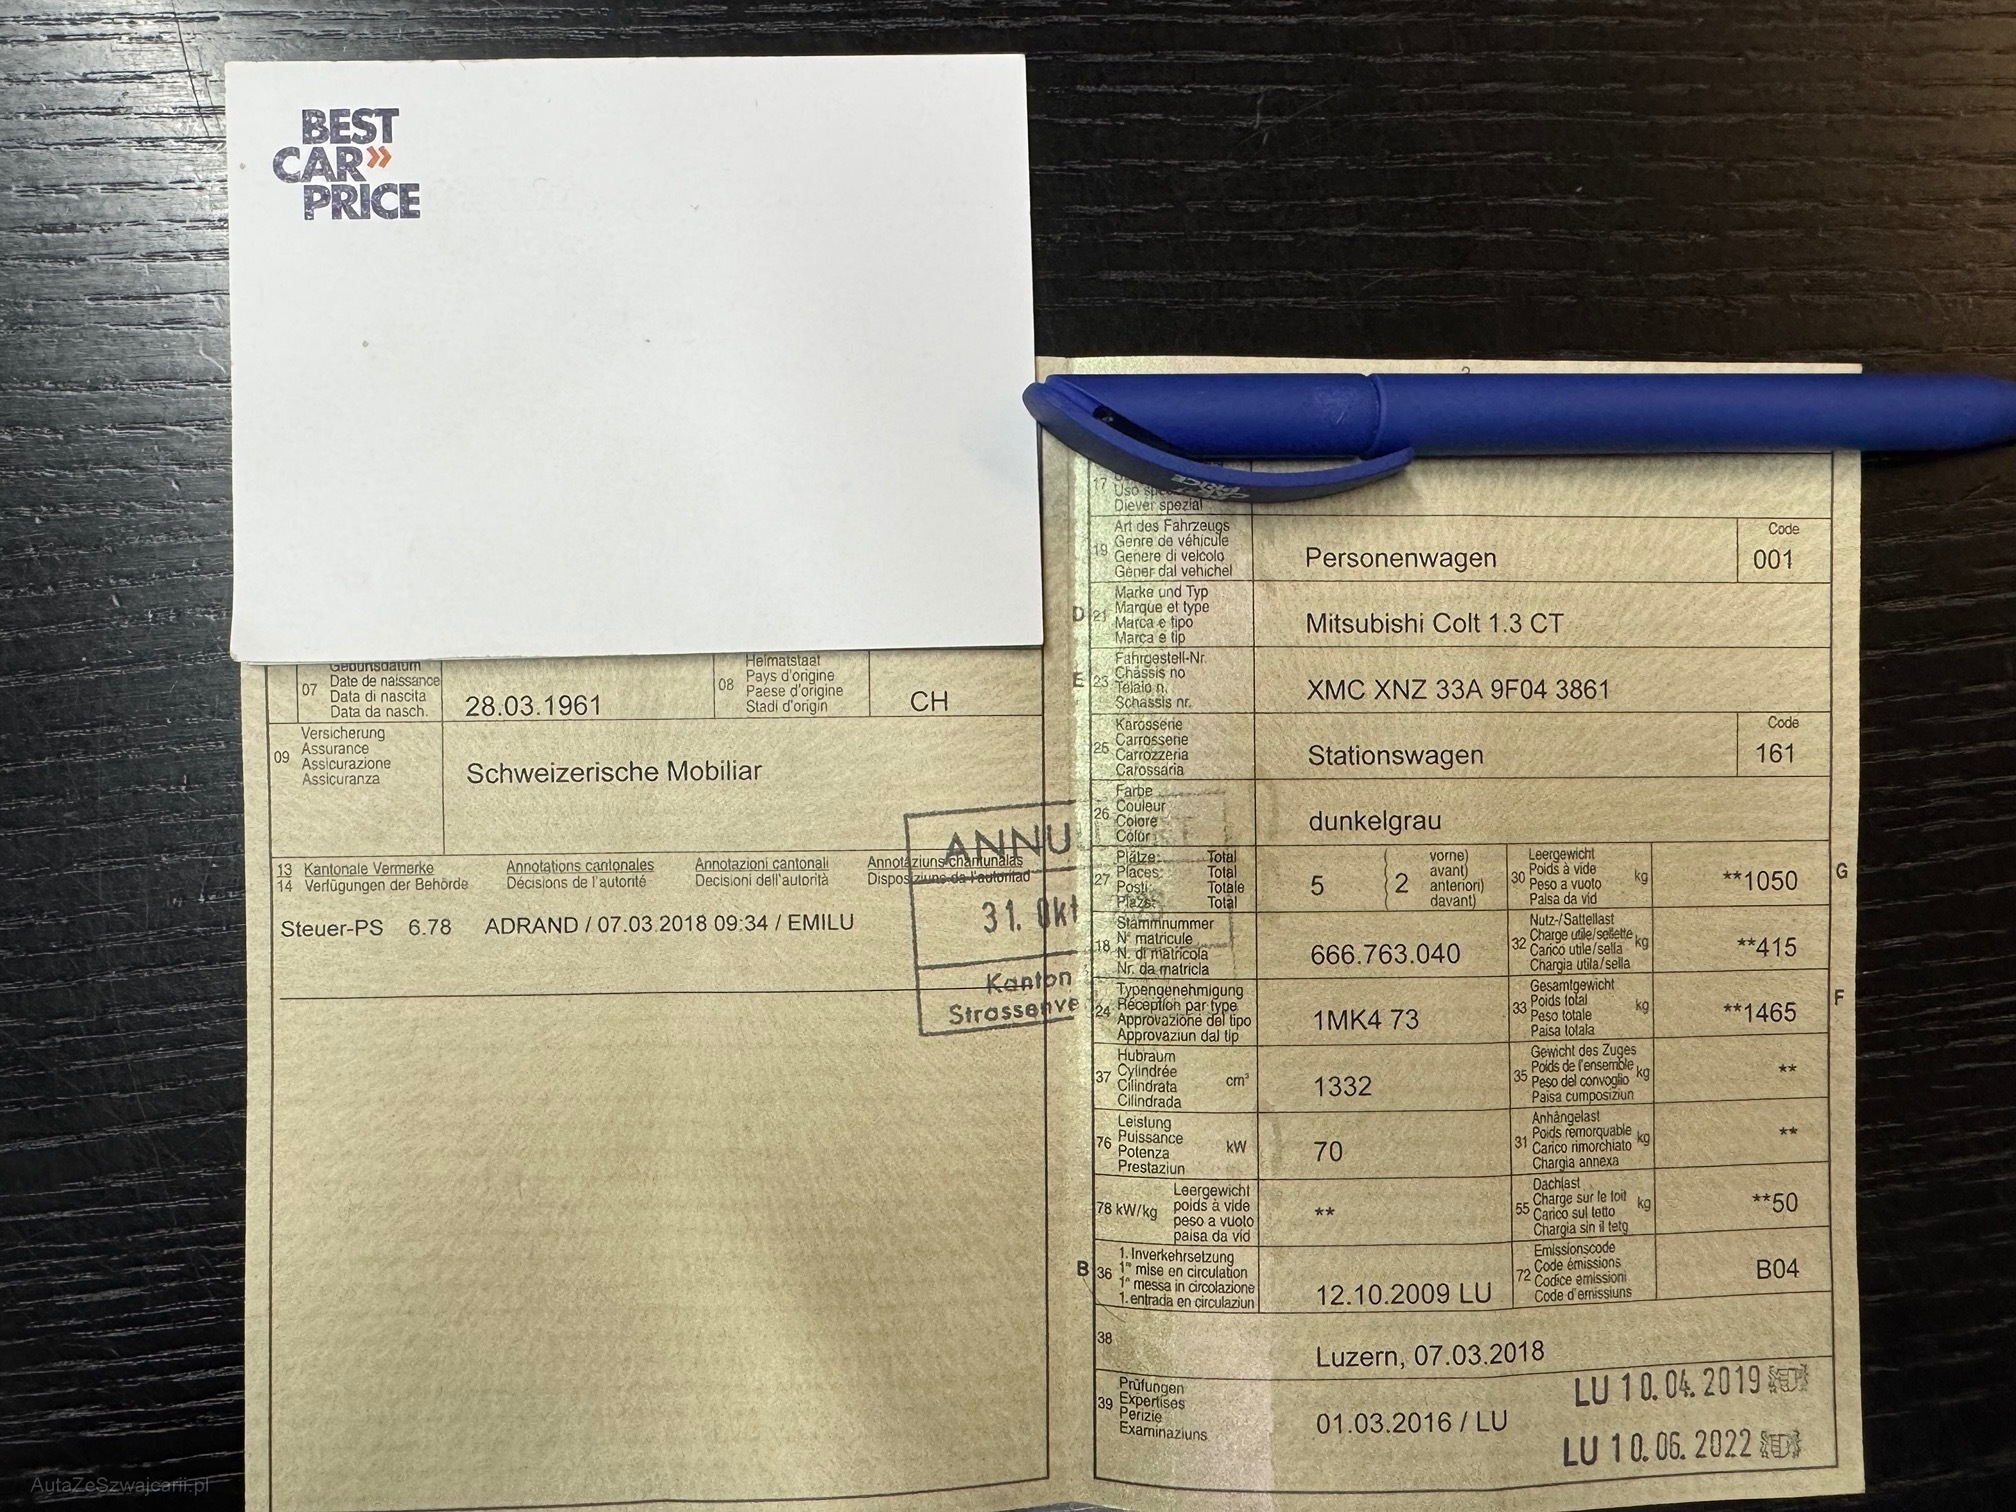 BEST
CAR»
PRICE
07 Geburtsdatum
Date de naissance
Data di nascita
Data da nasch.
28.03.1961
08 Heimatstaat
Pays d'origine
Paese d'origine
Stadi d'origin
CH
09 Versicherung
Assurance
Assicurazione
Assicuranza
Schweizerische Mobiliar
13 Kantonale Vermerke Annotations cantonales Annotazioni cantonali Annotaziuns chantunalas
14 Verfügungen der Behörde Décisions de l'autorité Decisioni dell'autorità Disposiziuns da l'autoritad
Steuer-PS 6.78 ADRAND / 07.03.2018 09:34 / EMILU
ANNU
31. Okt
Kanton
Strassenve
17 Uso
Diever spezial
19 Art des Fahrzeugs
Genre de véhicule
Genere di veicolo
Gener dal vehichel
Personenwagen
Code
001
D 21 Marke und Typ
Marque et type
Marca e tipo
Marca e tip
Mitsubishi Colt 1.3 CT
E 23 Fahrgestell-Nr.
Châssis no
Telaio n.
Schassis nr.
XMC XNZ 33A 9F04 3861
25 Karosserie
Carrosserie
Carrozzeria
Carossaria
Stationswagen
Code
161
26 Farbe
Couleur
Colore
Colur
dunkelgrau
27 Plätze: Total
Places: Total
Posti: Totale
Plazs: Total
5
2
vorne)
avant)
anteriori)
davant)
30 Leergewicht
Poids à vide
Peso a vuoto
Paisa da vid
kg
**1050
G
18 Stammnummer
N° matricule
N. di matricola
Nr. da matricla
666.763.040
32 Nutz-/Sattellast
Charge utile/sellette
Carico utile/sella
Chargia utila/sella
kg
**415
24 Typengenehmigung
Réception par type
Approvazione del tipo
Approvaziun dal tip
1MK4 73
33 Gesamtgewicht
Poids total
Peso totale
Paisa totala
kg
**1465
F
37 Hubraum
Cylindrée
Cilindrata
Cilindrada
cm³
1332
35 Gewicht des Zuges
Poids de l'ensemble
Peso del convoglio
Paisa cumposiziun
kg
**
76 Leistung
Puissance
Potenza
Prestaziun
kW
70
31 Anhängelast
Poids remorquable
Carico rimorchiato
Chargia annexa
kg
**
78 kW/kg Leergewicht
poids à vide
peso a vuoto
paisa da vid
**
55 Dachlast
Charge sur le toit
Carico sul tetto
Chargia sin il tetg
kg
**50
B 36 1. Inverkehrsetzung
1re mise en circulation
1a messa in circolazione
1. entrada en circulaziun
12.10.2009 LU
72 Emissionscode
Code émissions
Codice emissioni
Code d'emissiuns
B04
38
Luzern, 07.03.2018
39 Prüfungen
Expertises
Perizie
Examinaziuns
01.03.2016 / LU
LU 10.04.2019
LU 10.06.2022
AutaZeSzwajcarii.pl